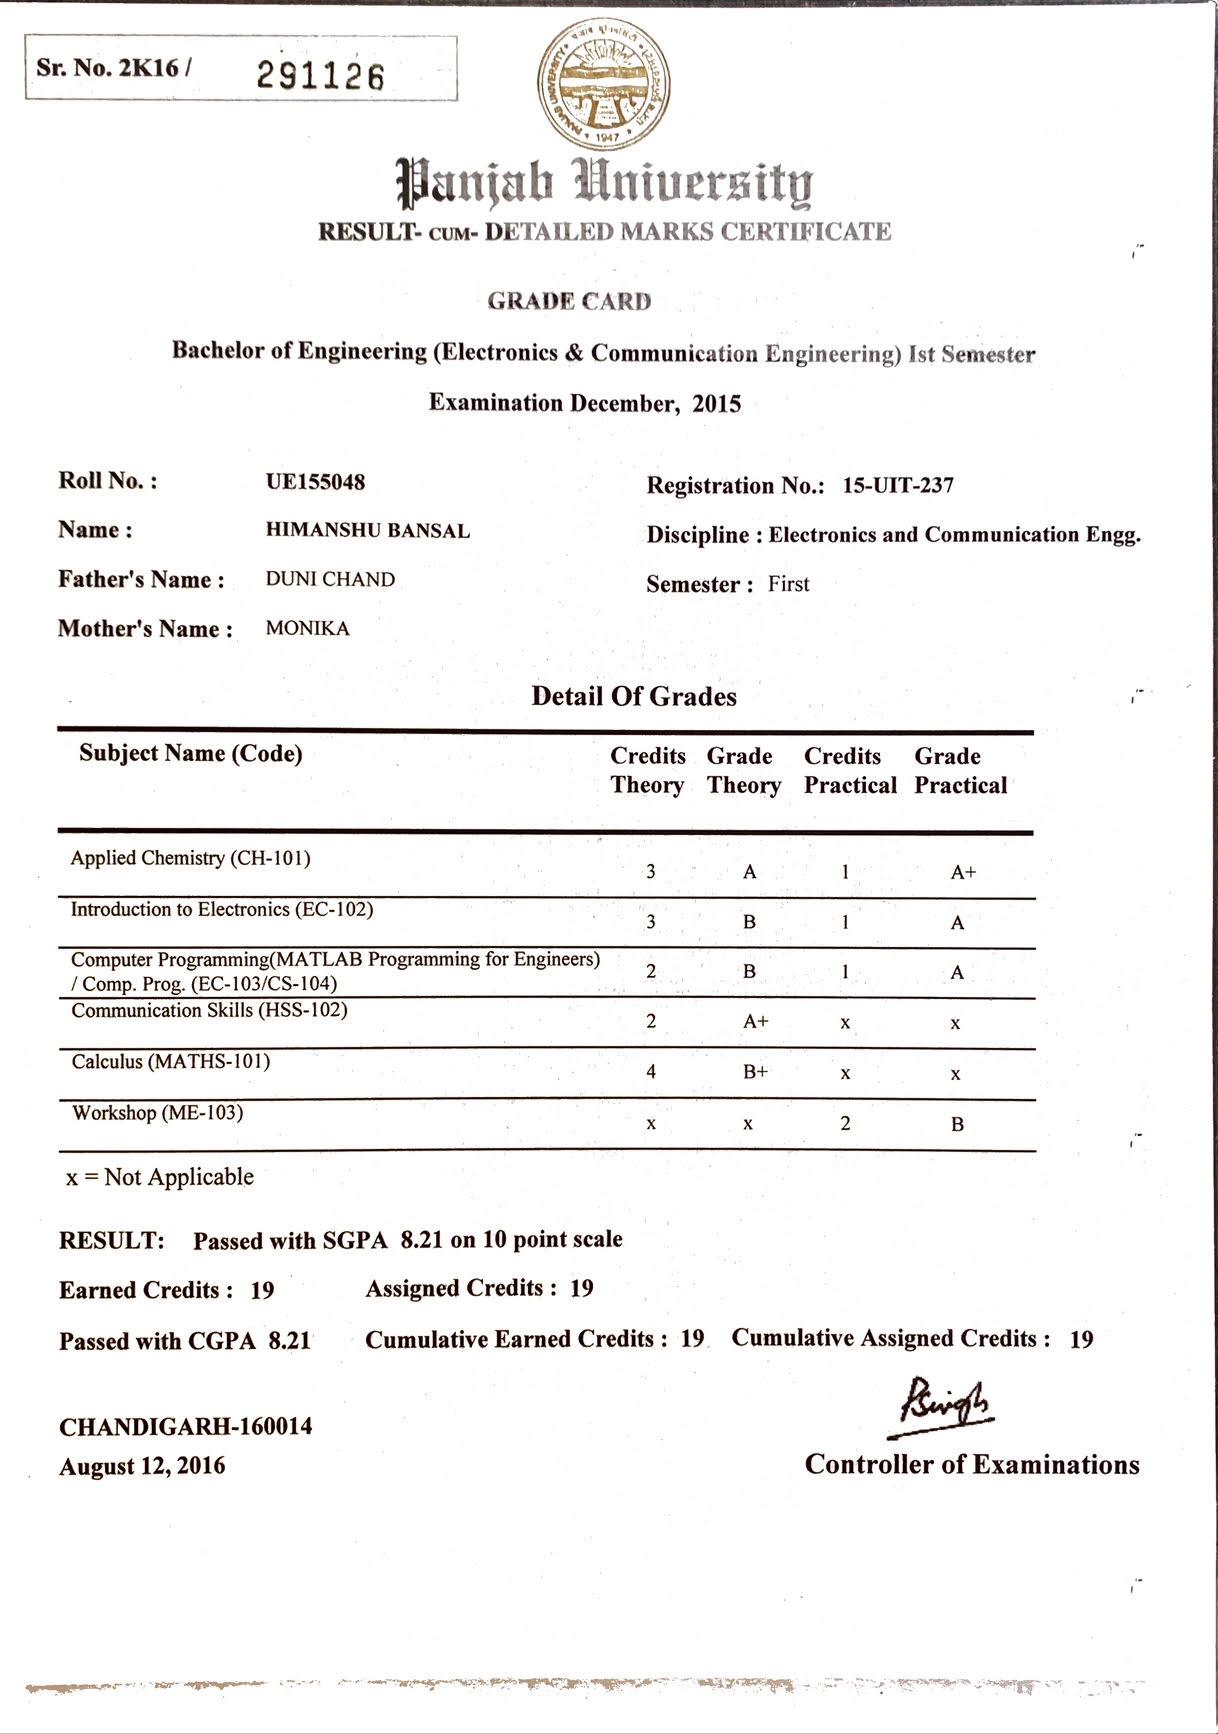 Sr. No. 2K16 / 291126
PANJAB UNIVERSITY
1947
Panjab University
RESULT- CUM- DETAILED MARKS CERTIFICATE
GRADE CARD
Bachelor of Engineering (Electronics & Communication Engineering) Ist Semester
Examination December, 2015
Roll No. : UE155048 Registration No.: 15-UIT-237
Name : HIMANSHU BANSAL Discipline : Electronics and Communication Engg.
Father's Name : DUNI CHAND Semester : First
Mother's Name : MONIKA
Detail Of Grades
Subject Name (Code) Credits Theory Grade Theory Credits Practical Grade Practical
Applied Chemistry (CH-101) 3 A 1 A+
Introduction to Electronics (EC-102) 3 B 1 A
Computer Programming(MATLAB Programming for Engineers)
/ Comp. Prog. (EC-103/CS-104) 2 B 1 A
Communication Skills (HSS-102) 2 A+ x x
Calculus (MATHS-101) 4 B+ x x
Workshop (ME-103) x x 2 B
x = Not Applicable
RESULT: Passed with SGPA 8.21 on 10 point scale
Earned Credits : 19 Assigned Credits : 19
Passed with CGPA 8.21 Cumulative Earned Credits : 19 Cumulative Assigned Credits : 19
CHANDIGARH-160014
August 12, 2016 Controller of Examinations